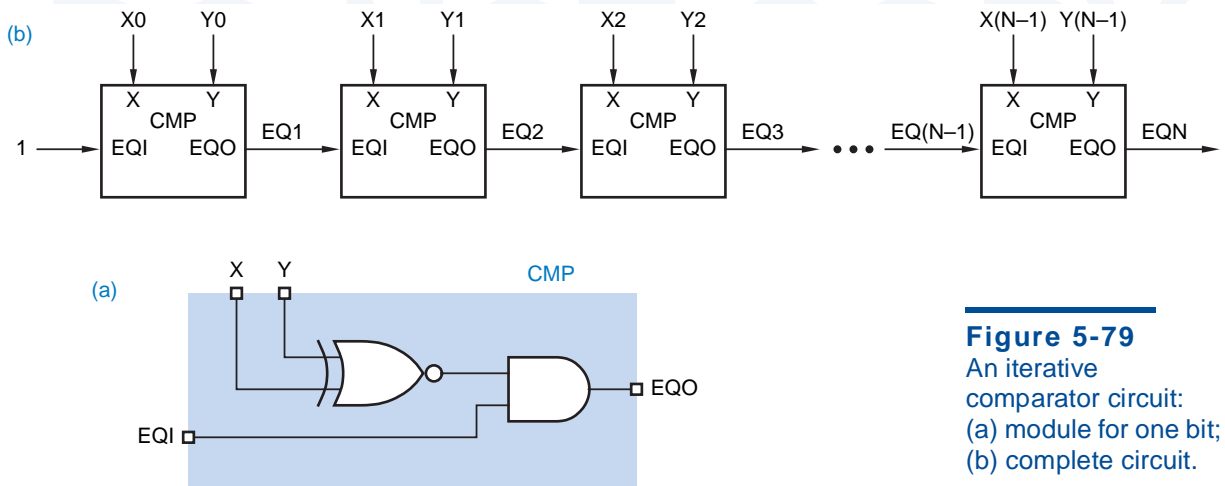 (b)
X0 Y0 X1 Y1 X2 Y2 X(N–1) Y(N–1)
X Y X Y X Y X Y
CMP CMP CMP CMP
1 EQI EQO EQ1 EQI EQO EQ2 EQI EQO EQ3 ••• EQ(N–1) EQI EQO EQN
(a)
X Y CMP
EQO
EQI
Figure 5-79
An iterative
comparator circuit:
(a) module for one bit;
(b) complete circuit.